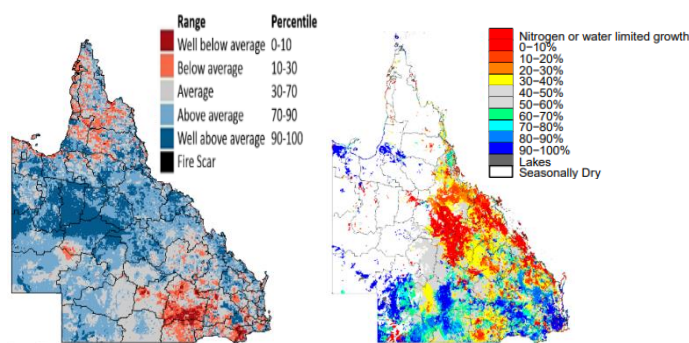 Range Percentile
Well below average 0-10
Below average 10-30
Average 30-70
Above average 70-90
Well above average 90-100
Fire Scar
Nitrogen or water limited growth
0−10%
10−20%
20−30%
30−40%
40−50%
50−60%
60−70%
70−80%
80−90%
90−100%
Lakes
Seasonally Dry